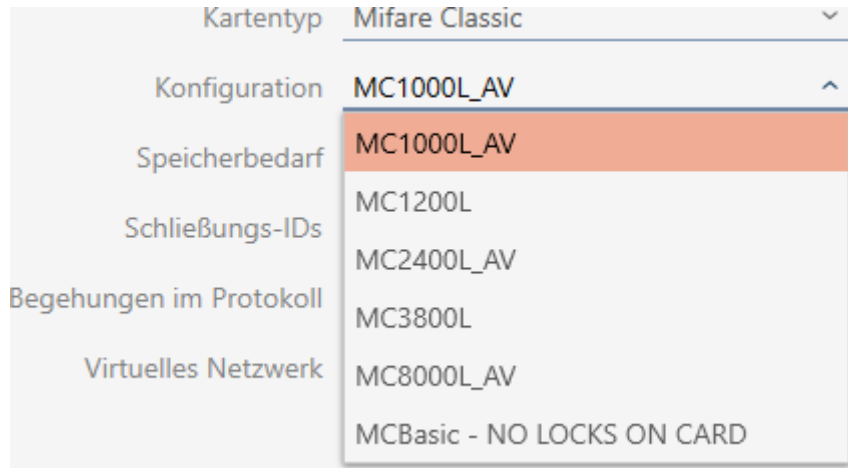 Kartentyp Mifare Classic
Konfiguration MC1000L_AV
MC1000L_AV
Speicherbedarf
MC1200L
Schließungs-IDs
MC2400L_AV
Begehungen im Protokoll
MC3800L
Virtuelles Netzwerk
MC8000L_AV
MCBasic - NO LOCKS ON CARD